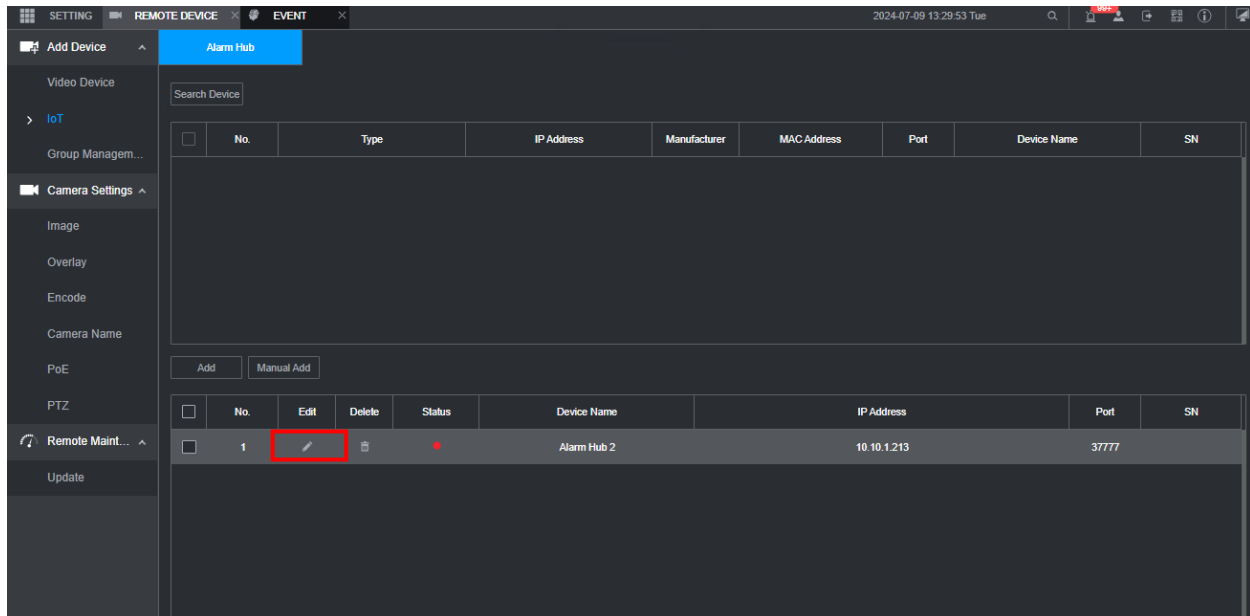 SETTING REMOTE DEVICE EVENT 2024-07-09 13:29:53 Tue 99+
Add Device
Alarm Hub
Video Device
Search Device
IoT
No. Type IP Address Manufacturer MAC Address Port Device Name SN
Group Managem...
Camera Settings
Image
Overlay
Encode
Camera Name
Add Manual Add
PoE
PTZ
No. Edit Delete Status Device Name IP Address Port SN
Remote Maint...
1 Alarm Hub 2 10.10.1.213 37777
Update